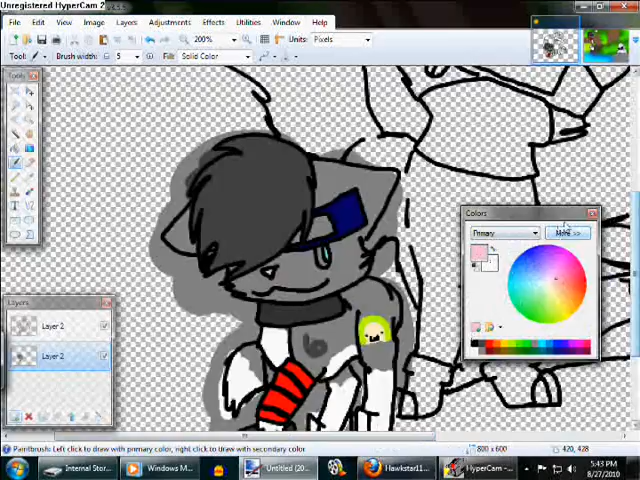 Unregistered HyperCam 2
File Edit View Image Layers Adjustments Effects Utilities Window Help
200% Units: Pixels
Tool: Brush width: 5 Fill: Solid Color
Tools
Colors
Primary More >>
Layers
Layer 2
Layer 2
Paintbrush: Left click to draw with primary color, right click to draw with secondary color.
800 x 600
420, 428
Internal Stor...
Windows M...
Untitled (20...
Hawkstar11...
HyperCam -...
5:43 PM
Friday
8/27/2010